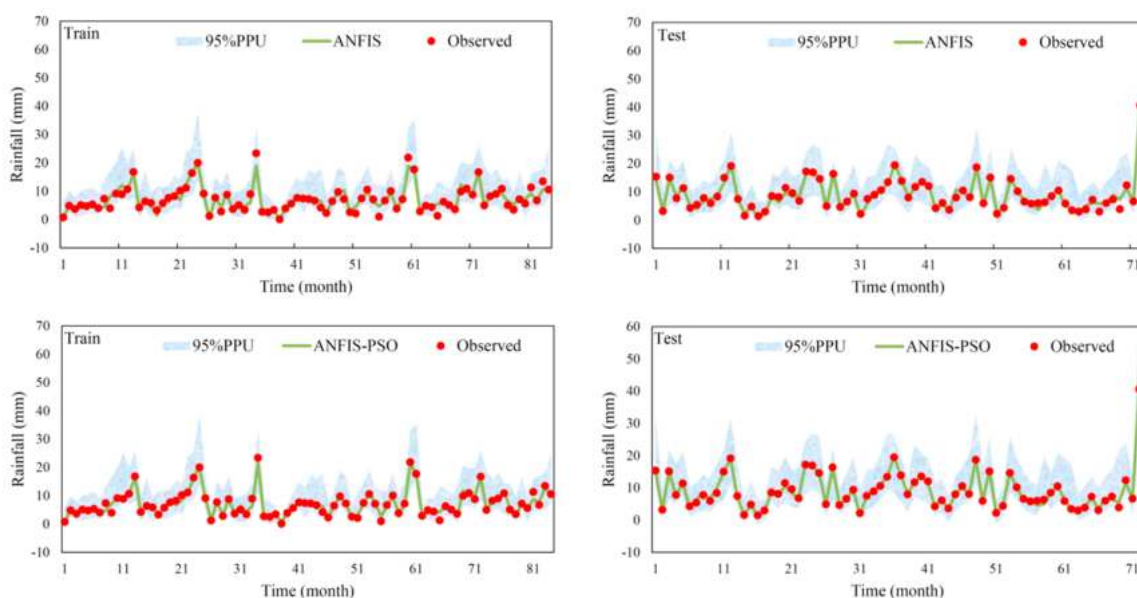 Train
95%PPU ANFIS Observed
70
60
50
40
30
20
10
0
-10
Rainfall (mm)
1 11 21 31 41 51 61 71 81
Time (month)
Test
95%PPU ANFIS Observed
70
60
50
40
30
20
10
0
-10
Rainfall (mm)
1 11 21 31 41 51 61 71
Time (month)
Train
95%PPU ANFIS-PSO Observed
70
60
50
40
30
20
10
0
-10
Rainfall (mm)
1 11 21 31 41 51 61 71 81
Time (month)
Test
95%PPU ANFIS-PSO Observed
60
50
40
30
20
10
0
-10
Rainfall (mm)
1 11 21 31 41 51 61 71
Time (month)